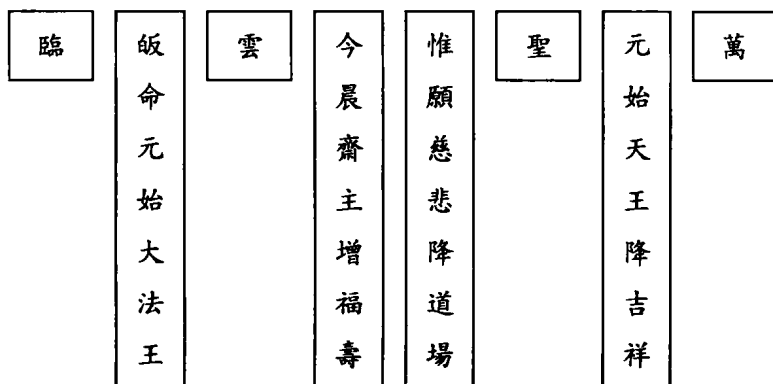 萬
元始天王降吉祥
聖
惟願慈悲降道場
今晨齋主增福壽
雲
皈命元始大法王
臨